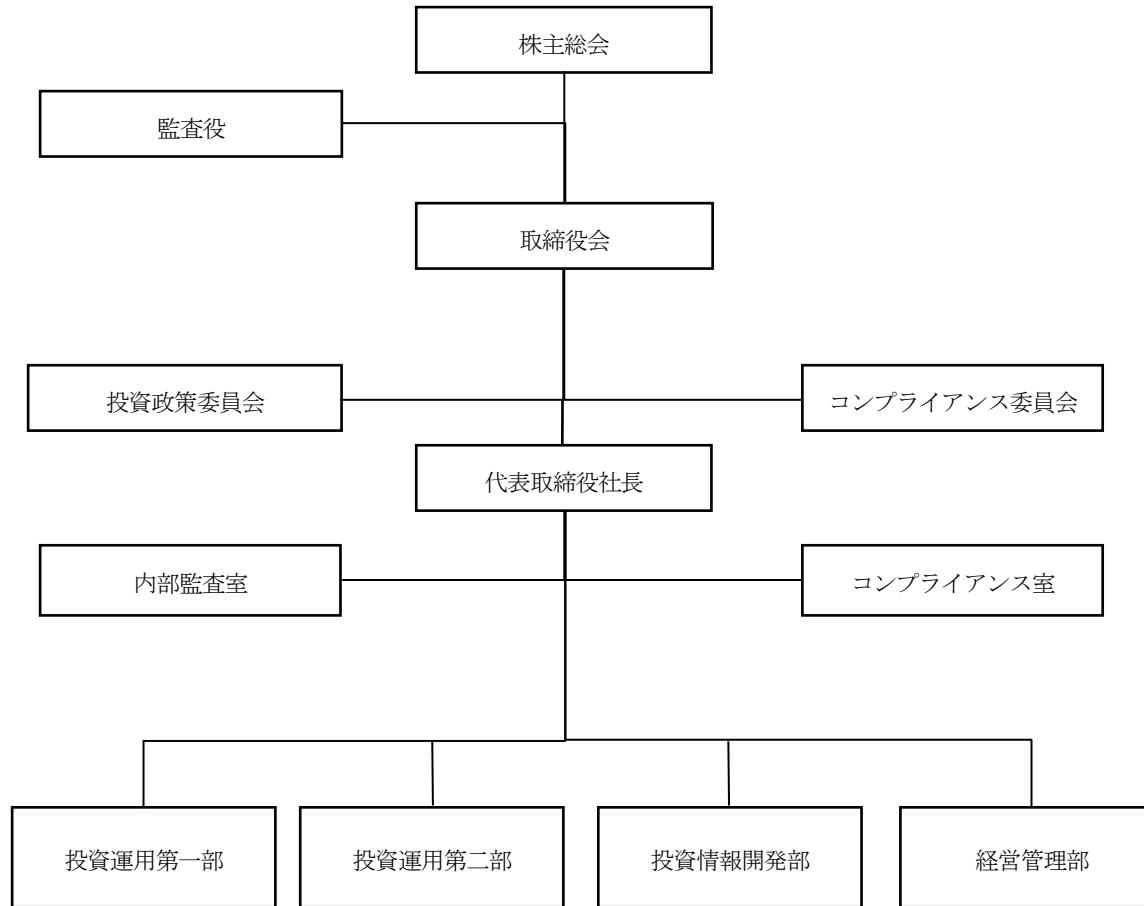 株主総会
監査役
取締役会
投資政策委員会
コンプライアンス委員会
代表取締役社長
内部監査室
コンプライアンス室
投資運用第一部
投資運用第二部
投資情報開発部
経営管理部